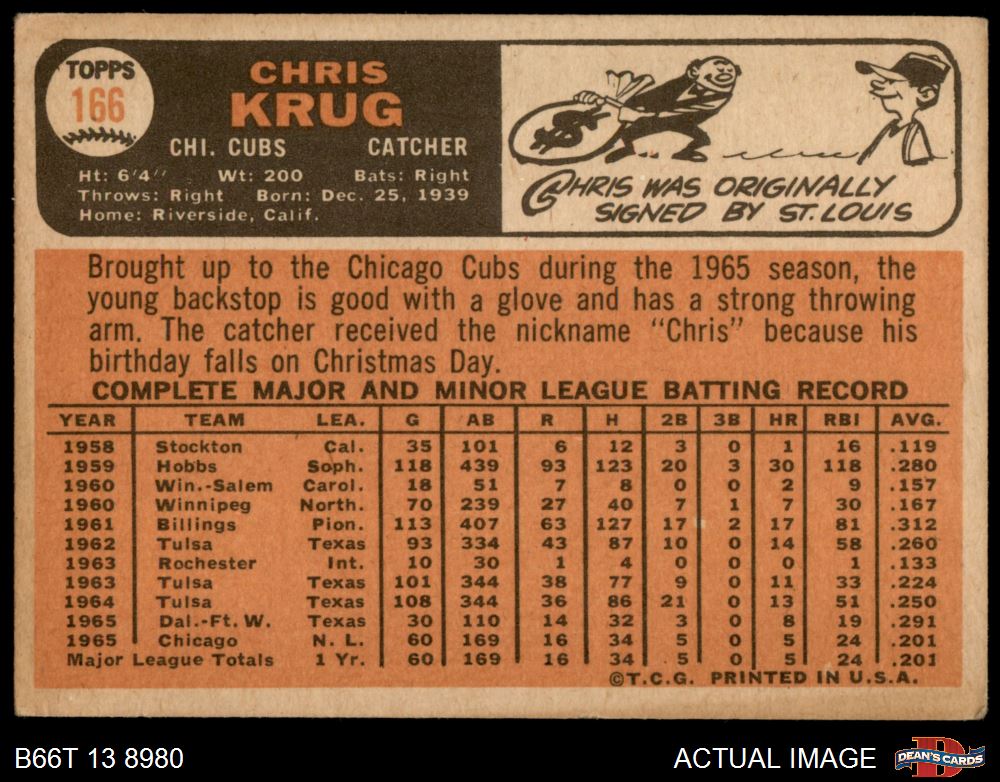 TOPPS
166
CHRIS
KRUG
CHI. CUBS CATCHER
Ht: 6'4" Wt: 200 Bats: Right
Throws: Right Born: Dec. 25, 1939
Home: Riverside, Calif.
$
CHRIS WAS ORIGINALLY
SIGNED BY ST. LOUIS
Brought up to the Chicago Cubs during the 1965 season, the
young backstop is good with a glove and has a strong throwing
arm. The catcher received the nickname "Chris" because his
birthday falls on Christmas Day.
COMPLETE MAJOR AND MINOR LEAGUE BATTING RECORD
YEAR TEAM LEA. G AB R H 2B 3B HR RBI AVG.
1958 Stockton Cal. 35 101 6 12 3 0 1 16 .119
1959 Hobbs Soph. 118 439 93 123 20 3 30 118 .280
1960 Win.-Salem Carol. 18 51 7 8 0 0 2 9 .157
1960 Winnipeg North. 70 239 27 40 7 1 7 30 .167
1961 Billings Pion. 113 407 63 127 17 2 17 81 .312
1962 Tulsa Texas 93 334 43 87 10 0 14 58 .260
1963 Rochester Int. 10 30 1 4 0 0 0 1 .133
1963 Tulsa Texas 101 344 38 77 9 0 11 33 .224
1964 Tulsa Texas 108 344 36 86 21 0 13 51 .250
1965 Dal.-Ft. W. Texas 30 110 14 32 3 0 8 19 .291
1965 Chicago N. L. 60 169 16 34 5 0 5 24 .201
Major League Totals 1 Yr. 60 169 16 34 5 0 5 24 .201
©T.C.G. PRINTED IN U.S.A.
B66T 13 8980 ACTUAL IMAGE D DEAN'S CARDS